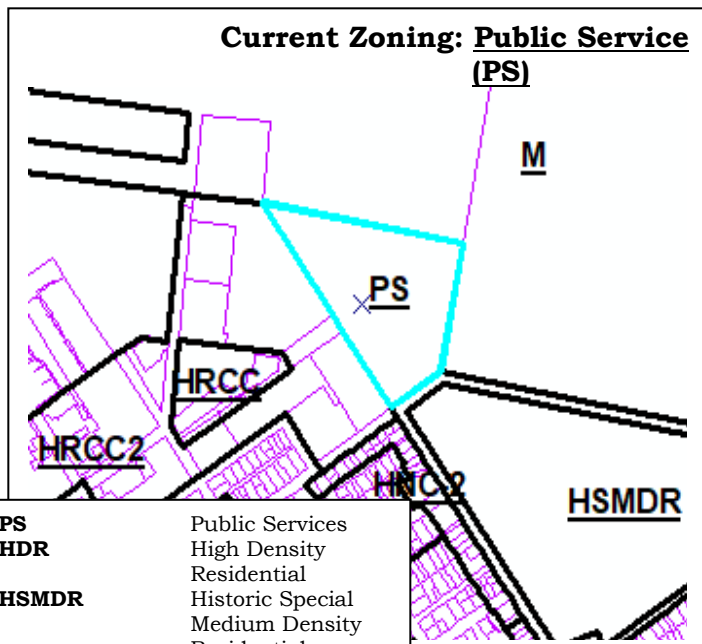 Current Zoning: Public Service
(PS)
M
PS
HRCC
HRCC2
HNC-2
HSMDR
PS Public Services
HDR High Density
Residential
HSMDR Historic Special
Medium Density
Residential